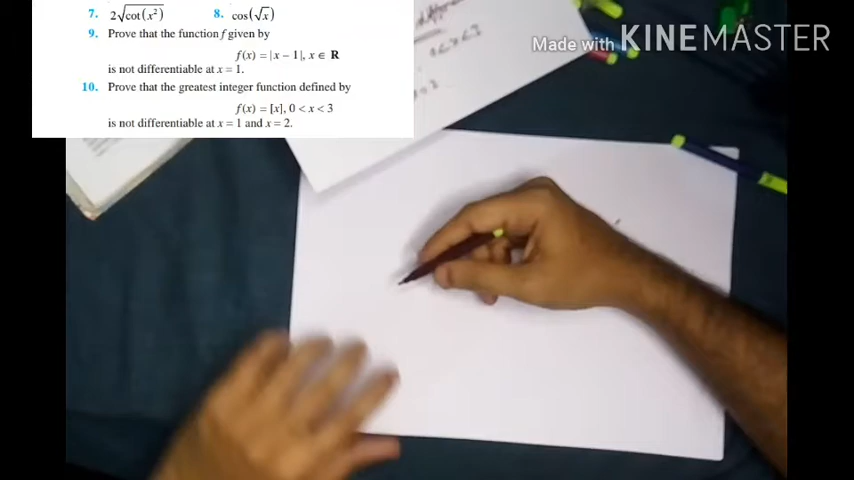 7. 2√cot(x²) 8. cos(√x)
9. Prove that the function f given by
f(x) = |x – 1|, x ∈ R
is not differentiable at x = 1.
10. Prove that the greatest integer function defined by
f(x) = [x], 0 < x < 3
is not differentiable at x = 1 and x = 2.
Made with KINEMASTER